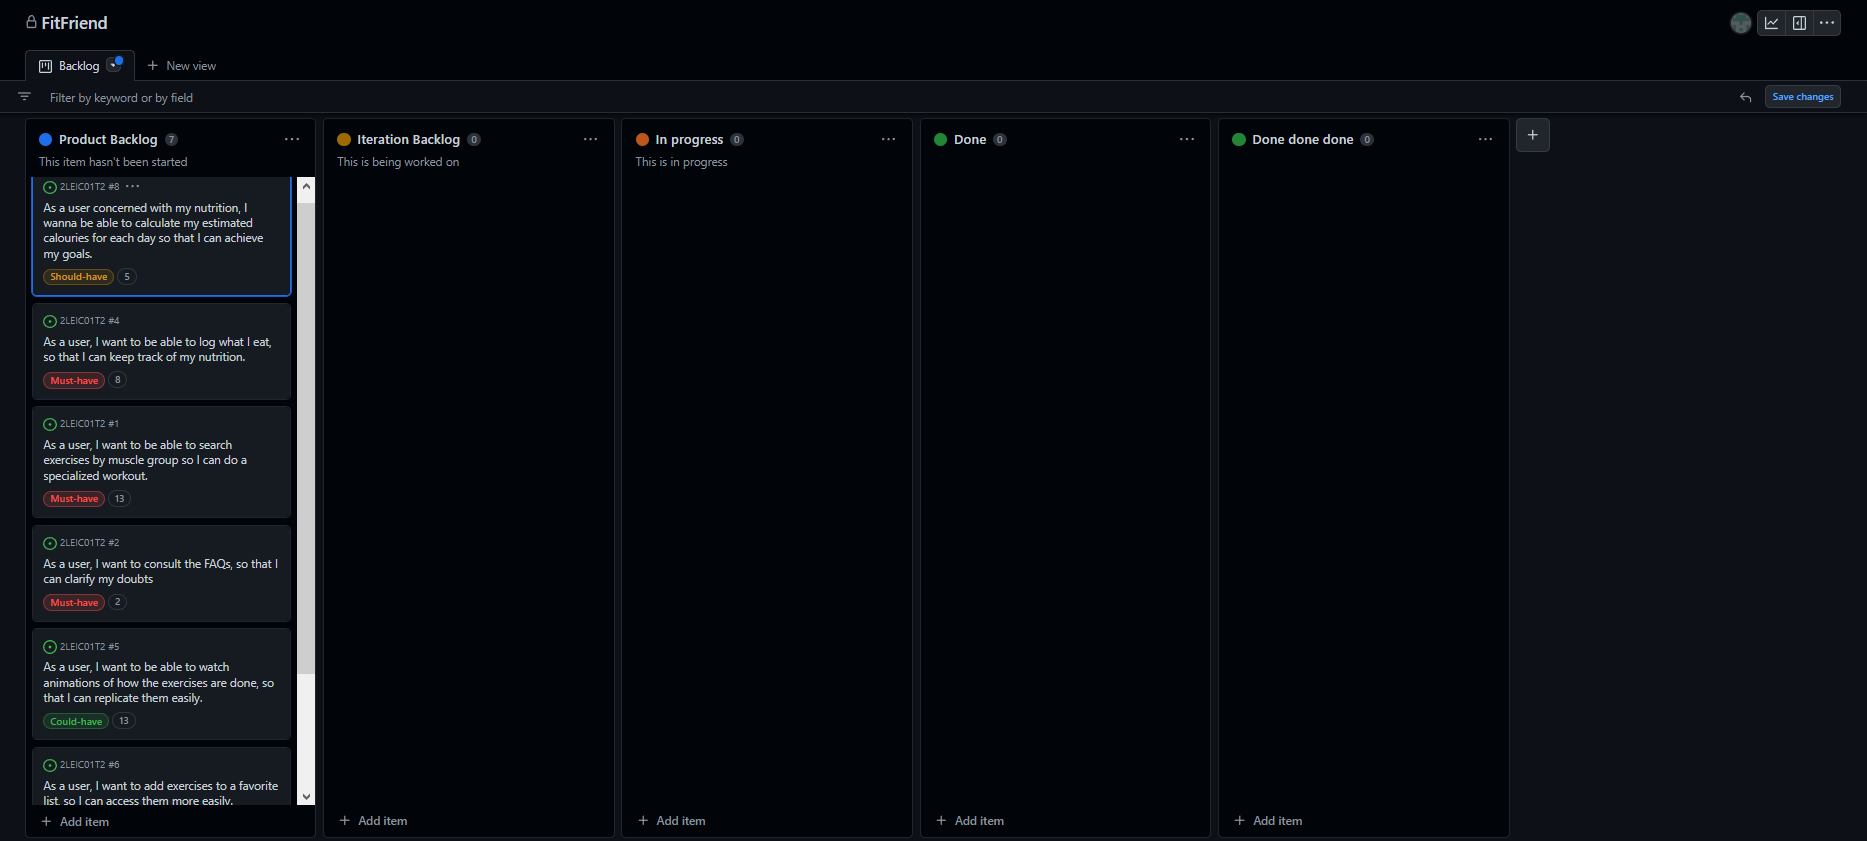 FitFriend
Backlog
New view
Filter by keyword or by field
Save changes
Product Backlog 7
This item hasn't been started
2LEIC01T2 #8
As a user concerned with my nutrition, I
wanna be able to calculate my estimated
calouries for each day so that I can achieve
my goals.
Should-have 5
2LEIC01T2 #4
As a user, I want to be able to log what I eat,
so that I can keep track of my nutrition.
Must-have 8
2LEIC01T2 #1
As a user, I want to be able to search
exercises by muscle group so I can do a
specialized workout.
Must-have 13
2LEIC01T2 #2
As a user, I want to consult the FAQs, so that I
can clarify my doubts
Must-have 2
2LEIC01T2 #5
As a user, I want to be able to watch
animations of how the exercises are done, so
that I can replicate them easily.
Could-have 13
2LEIC01T2 #6
As a user, I want to add exercises to a favorite
list, so I can access them more easily.
Add item
Iteration Backlog 0
This is being worked on
Add item
In progress 0
This is in progress
Add item
Done 0
Add item
Done done done 0
Add item